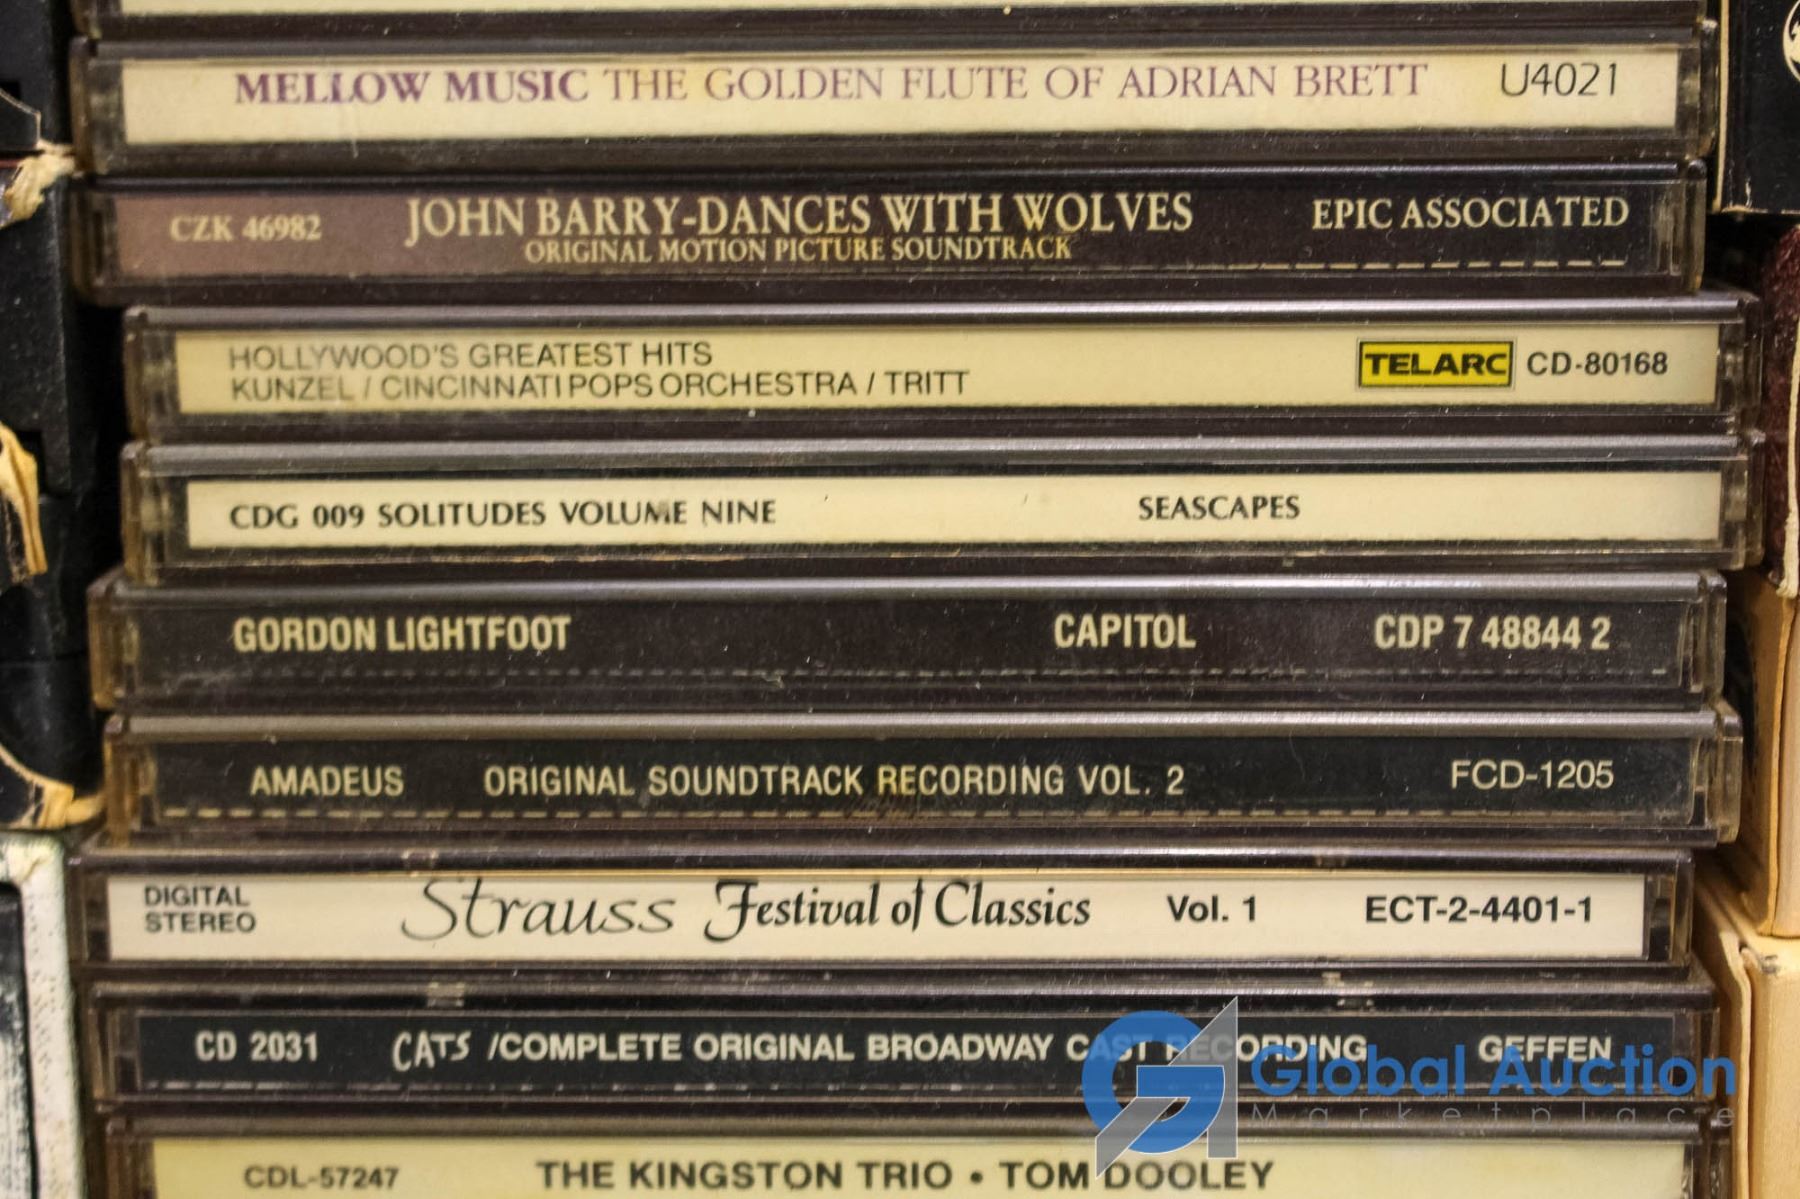 MELLOW MUSIC THE GOLDEN FLUTE OF ADRIAN BRETT U4021
CZK 46982 JOHN BARRY-DANCES WITH WOLVES EPIC ASSOCIATED
ORIGINAL MOTION PICTURE SOUNDTRACK
HOLLYWOOD'S GREATEST HITS
KUNZEL / CINCINNATI POPS ORCHESTRA / TRITT
TELARC CD-80168
CDG 009 SOLITUDES VOLUME NINE SEASCAPES
GORDON LIGHTFOOT CAPITOL CDP 7 48844 2
AMADEUS ORIGINAL SOUNDTRACK RECORDING VOL. 2 FCD-1205
DIGITAL
STEREO
Strauss Festival of Classics Vol. 1 ECT-2-4401-1
CD 2031 CATS /COMPLETE ORIGINAL BROADWAY CAST RECORDING GEFFEN
Global Auction
Marketplace
CDL-57247 THE KINGSTON TRIO • TOM DOOLEY